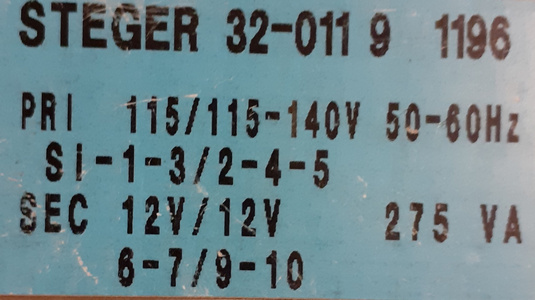 STEGER 32-011 9 1196
PRI 115/115-140V 50-60Hz
Si-1-3/2-4-5
SEC 12V/12V 275 VA
6-7/9-10